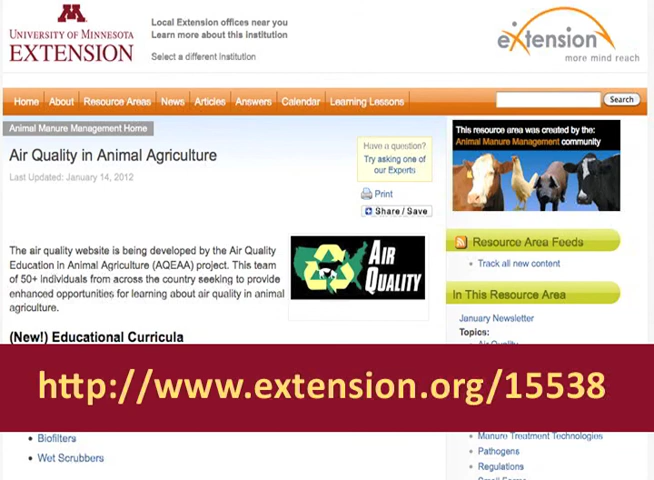 UNIVERSITY OF MINNESOTA
EXTENSION
Local Extension offices near you
Learn more about this institution
Select a different institution
eXtension
more mind reach
Home About Resource Areas News Articles Answers Calendar Learning Lessons
Search
Animal Manure Management Home
Air Quality in Animal Agriculture
Last Updated: January 14, 2012
Have a question?
Try asking one of
our Experts
Print
Share / Save
The air quality website is being developed by the Air Quality
Education in Animal Agriculture (AQEAA) project. This team
of 50+ individuals from across the country seeking to provide
enhanced opportunities for learning about air quality in animal
agriculture.
AIR
QUALITY
(New!) Educational Curricula
This resource area was created by the:
Animal Manure Management community
Resource Area Feeds
Track all new content
In This Resource Area
January Newsletter
Topics:
Air Quality
http://www.extension.org/15538
Biofilters
Wet Scrubbers
Manure Treatment Technologies
Pathogens
Regulations
Small Farms